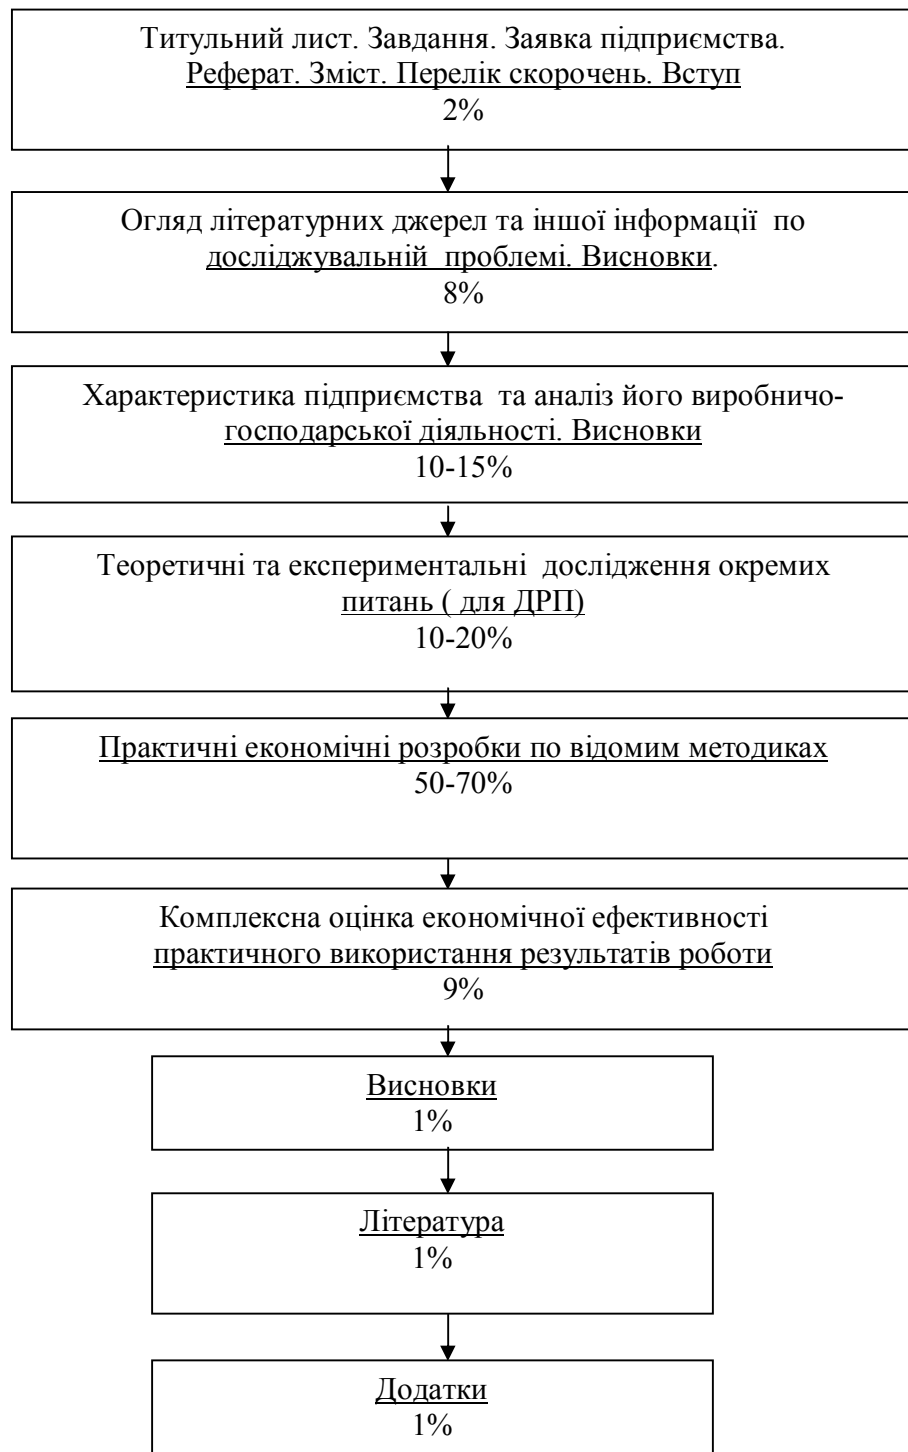 Титульний лист. Завдання. Заявка підприємства.
Реферат. Зміст. Перелік скорочень. Вступ
2%
Огляд літературних джерел та іншої інформації по
досліджувальній проблемі. Висновки.
8%
Характеристика підприємства та аналіз його виробничо-
господарської діяльності. Висновки
10-15%
Теоретичні та експериментальні дослідження окремих
питань ( для ДРП)
10-20%
Практичні економічні розробки по відомим методиках
50-70%
Комплексна оцінка економічної ефективності
практичного використання результатів роботи
9%
Висновки
1%
Література
1%
Додатки
1%